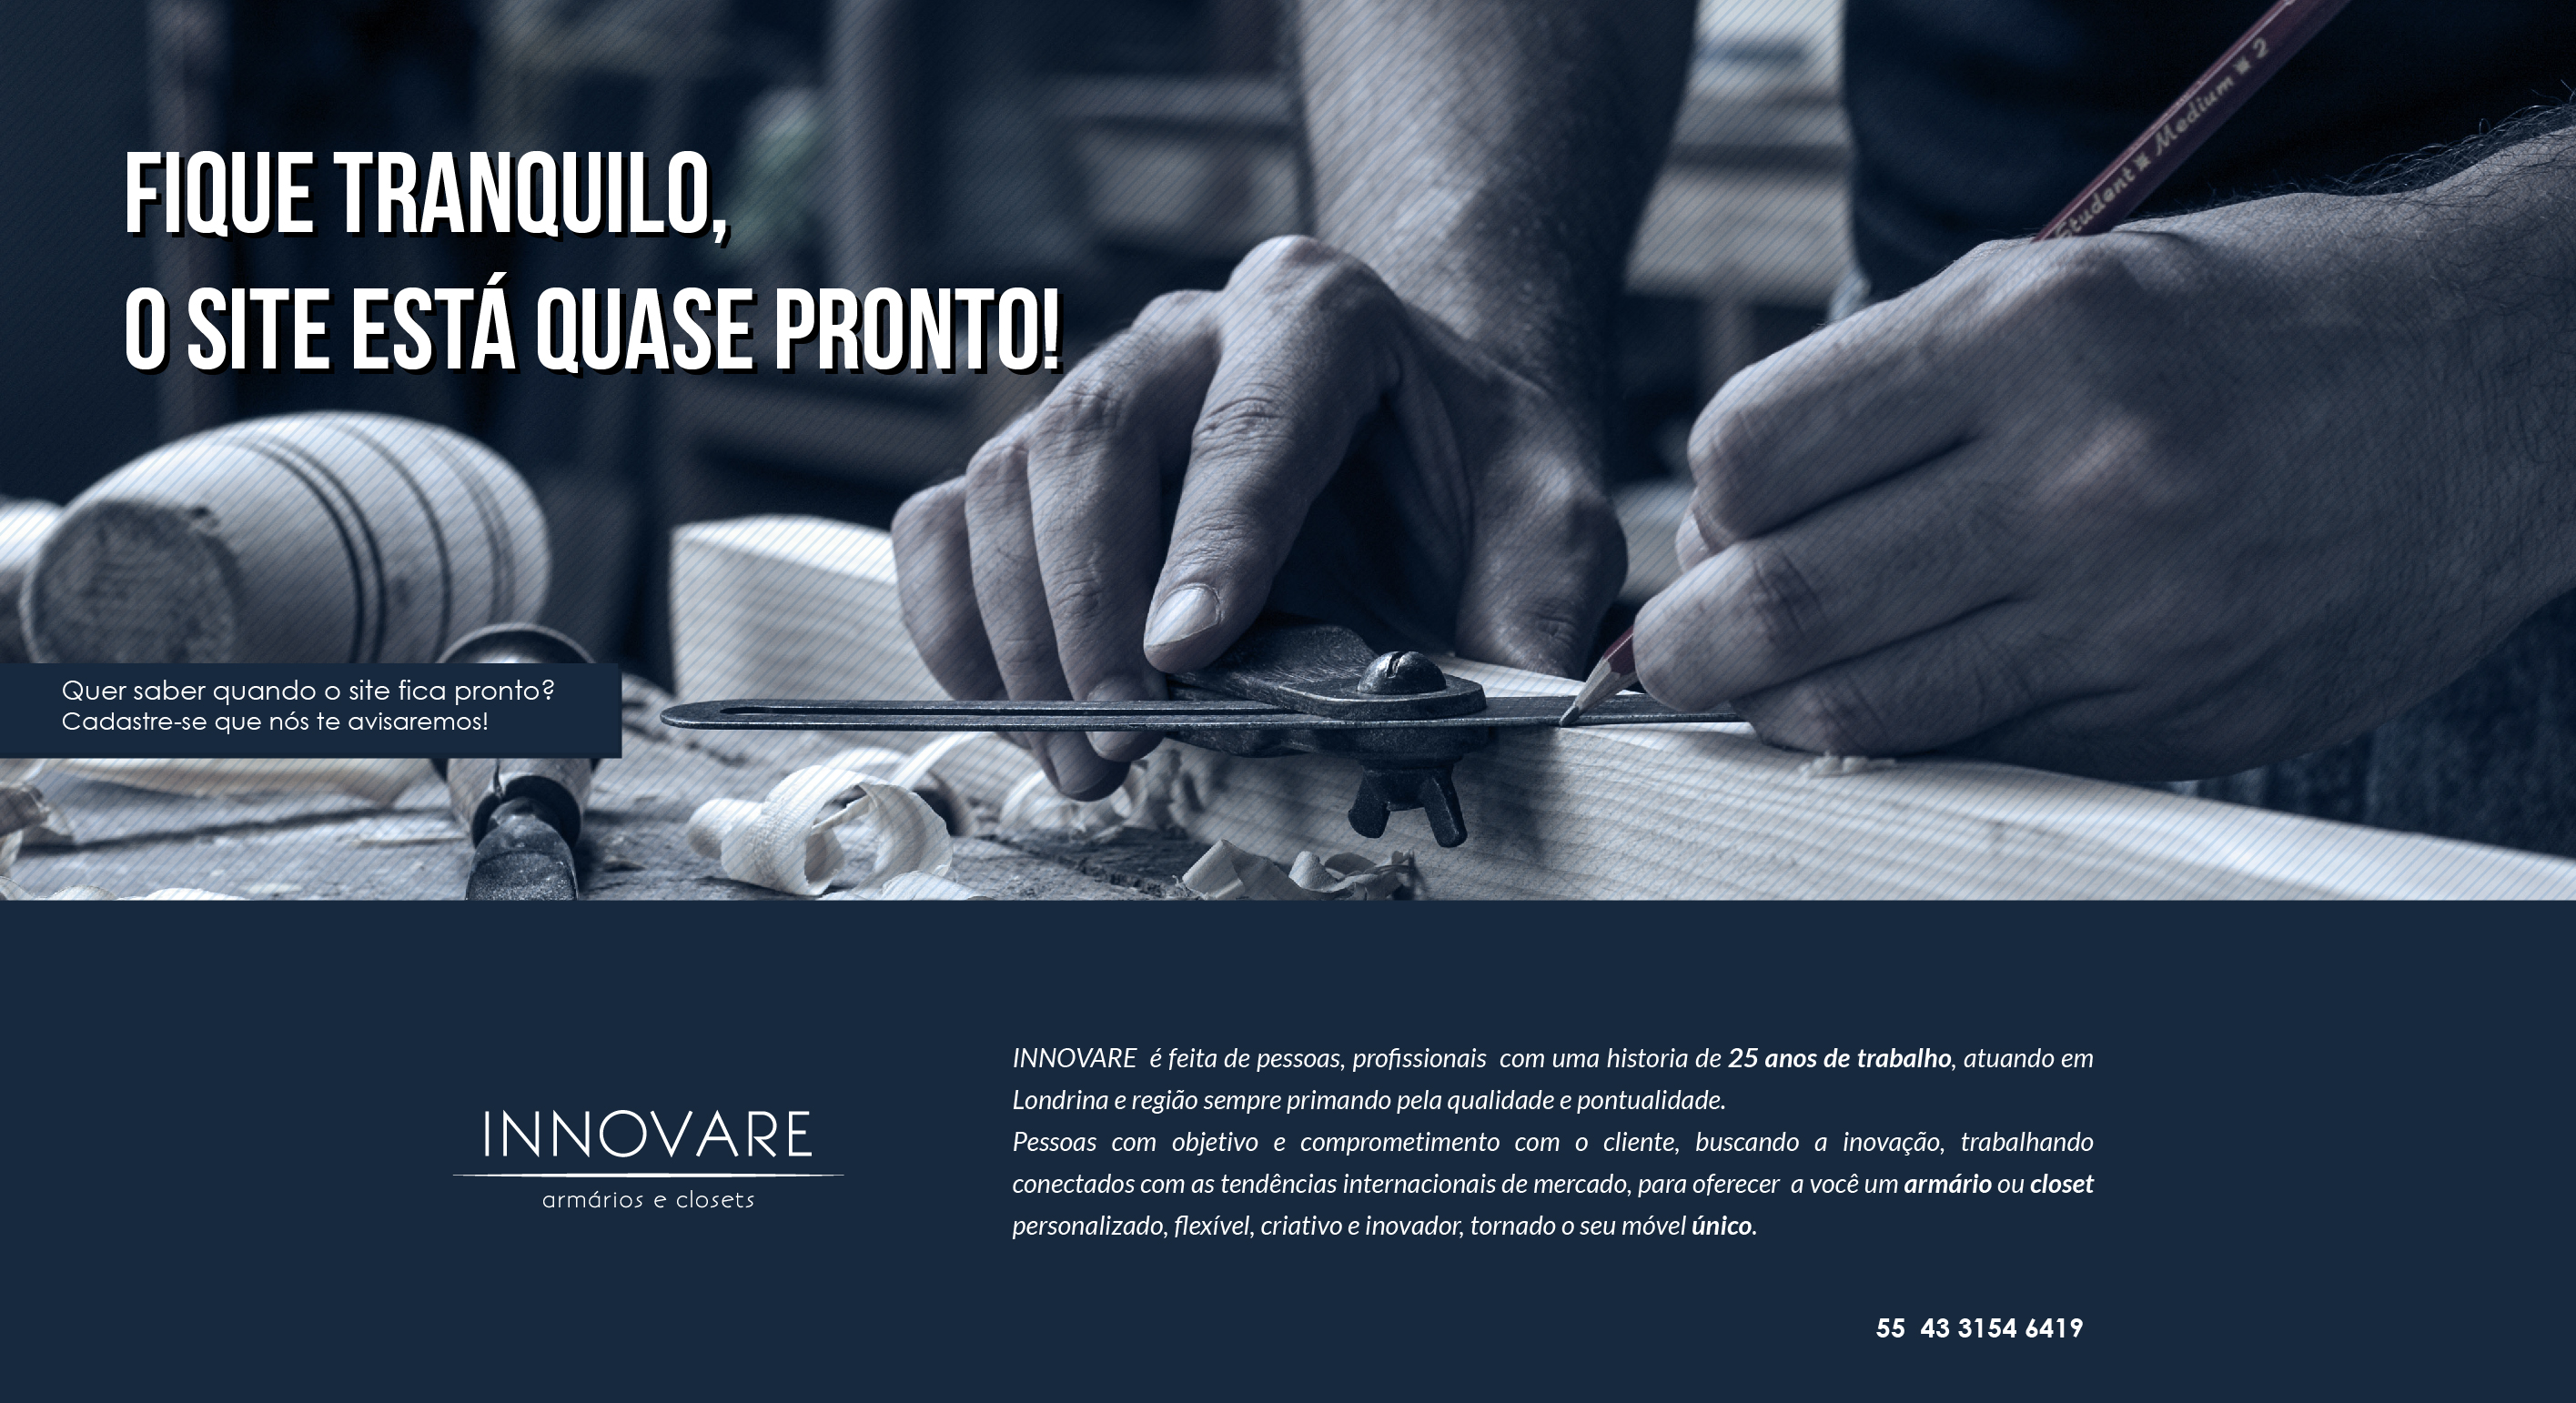 FIQUE TRANQUILO,
O SITE ESTÁ QUASE PRONTO!
Student Medium 2
Quer saber quando o site fica pronto?
Cadastre-se que nós te avisaremos!
INNOVARE
armários e closets
INNOVARE é feita de pessoas, profissionais com uma historia de 25 anos de trabalho, atuando em
Londrina e região sempre primando pela qualidade e pontualidade.
Pessoas com objetivo e comprometimento com o cliente, buscando a inovação, trabalhando
conectados com as tendências internacionais de mercado, para oferecer a você um armário ou closet
personalizado, flexível, criativo e inovador, tornado o seu móvel único.
55 43 3154 6419